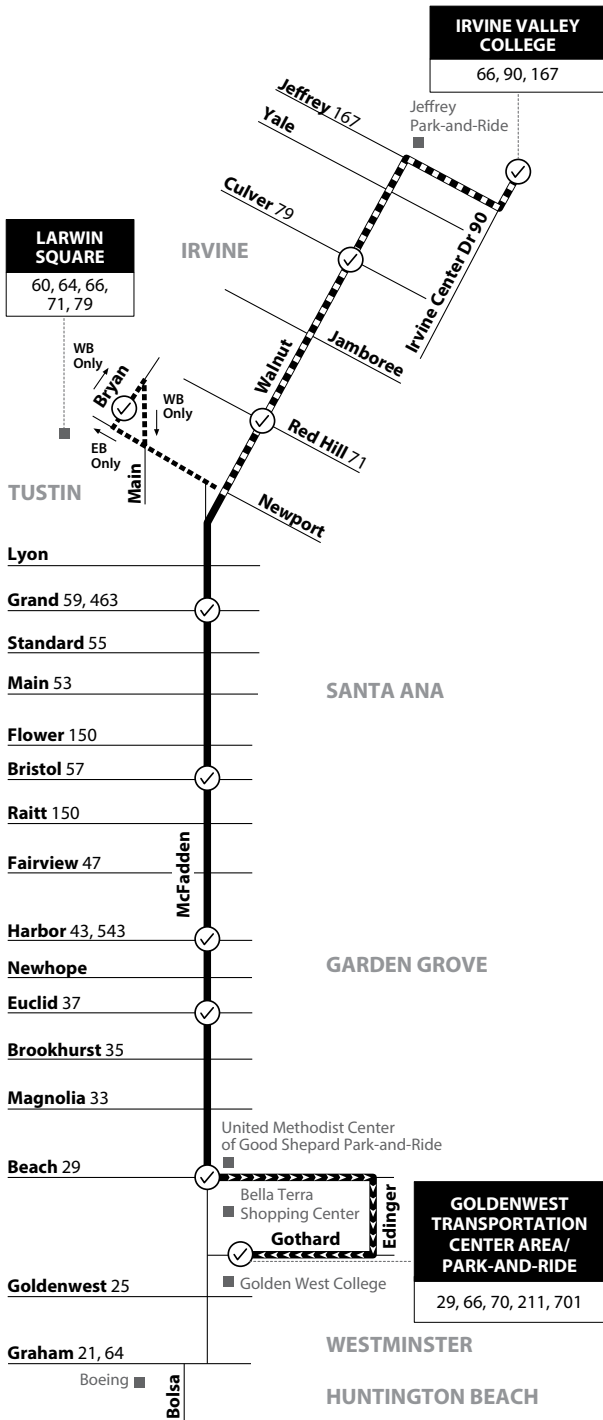 IRVINE VALLEY
COLLEGE
66, 90, 167
Jeffrey 167
Jeffrey
Park-and-Ride
Yale
Culver 79
LARWIN
SQUARE
60, 64, 66,
71, 79
IRVINE
Irvine Center Dr 90
Jamboree
Walnut
WB
Only
Bryan
WB
Only
EB
Only
Main
Red Hill 71
TUSTIN
Newport
Lyon
Grand 59, 463
Standard 55
Main 53
SANTA ANA
Flower 150
Bristol 57
Raitt 150
McFadden
Fairview 47
Harbor 43, 543
Newhope
GARDEN GROVE
Euclid 37
Brookhurst 35
Magnolia 33
United Methodist Center
of Good Shepard Park-and-Ride
Beach 29
Bella Terra
Shopping Center
Edinger
Gothard
GOLDENWEST
TRANSPORTATION
CENTER AREA/
PARK-AND-RIDE
29, 66, 70, 211, 701
Golden West College
Goldenwest 25
WESTMINSTER
Graham 21, 64
Boeing
Bolsa
HUNTINGTON BEACH